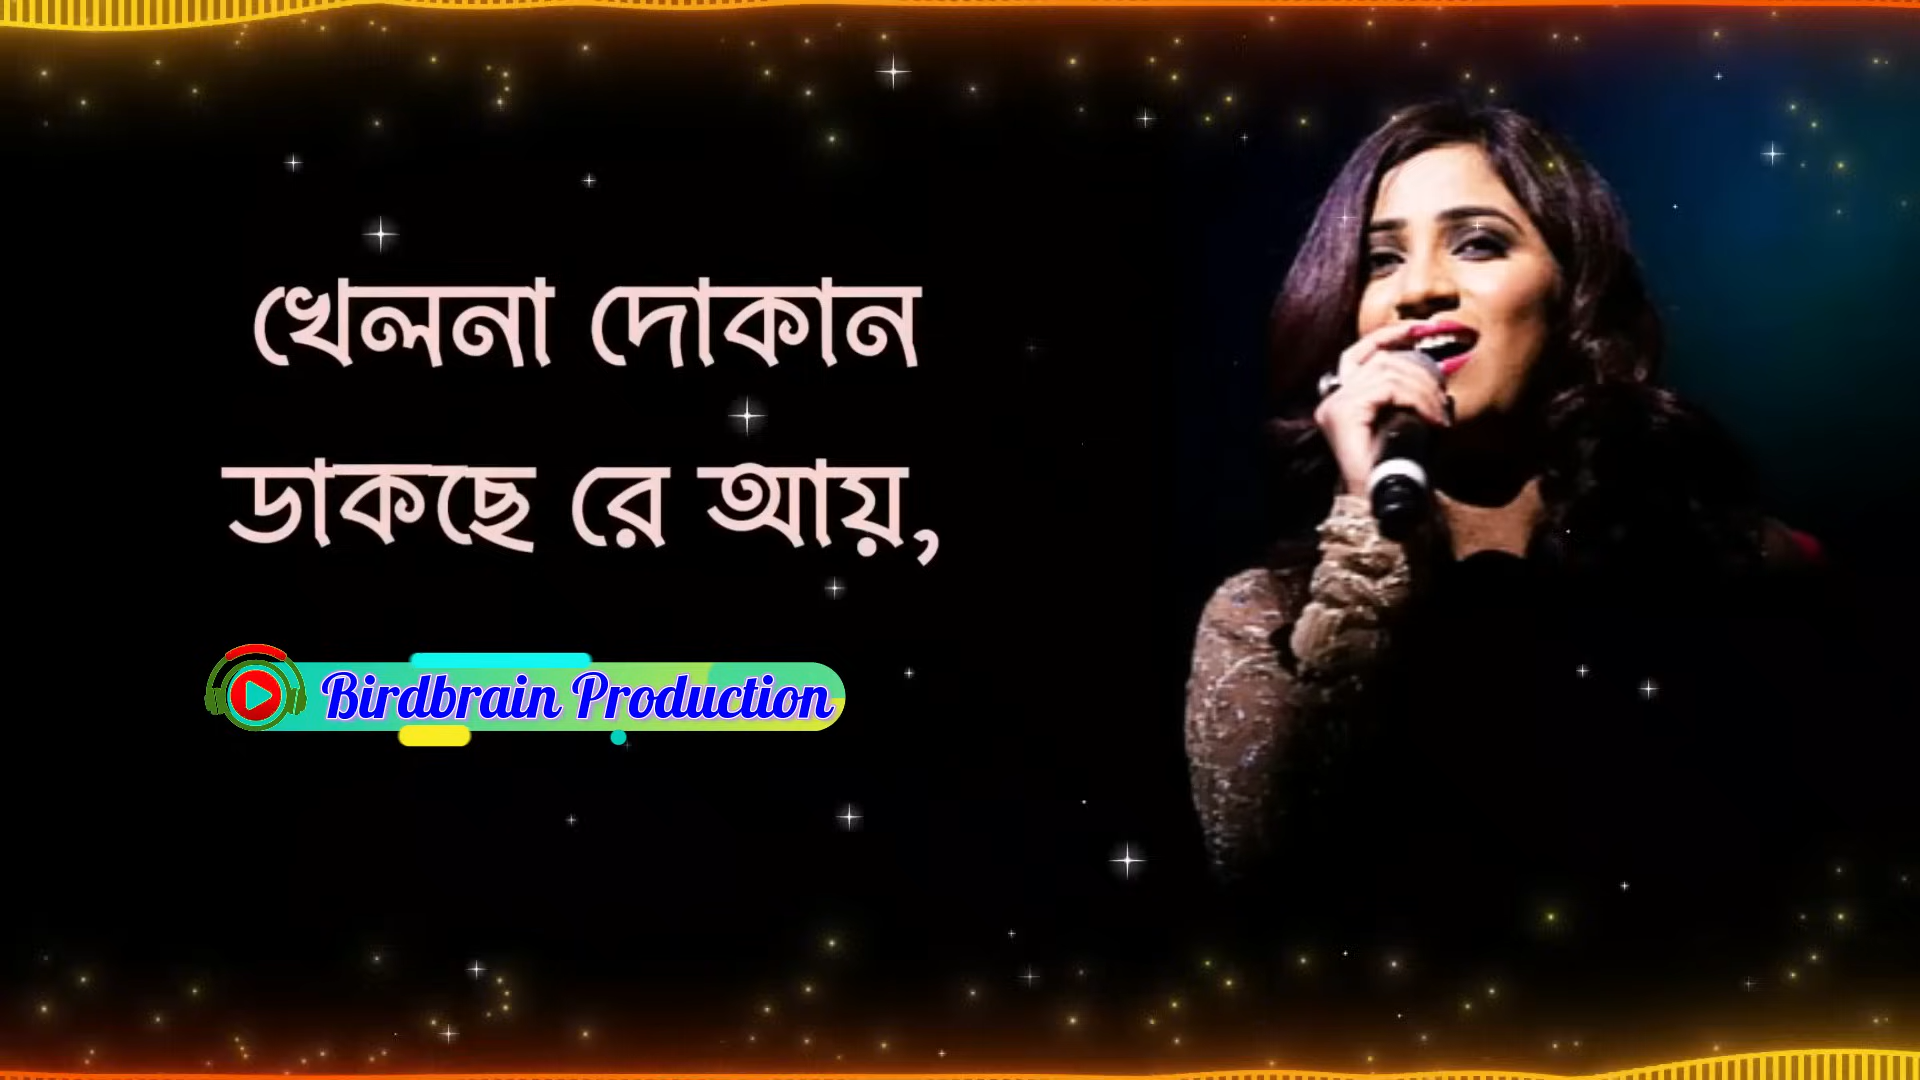 খেলনা দোকান
ডাকছে রে আয়,
Birdbrain Production